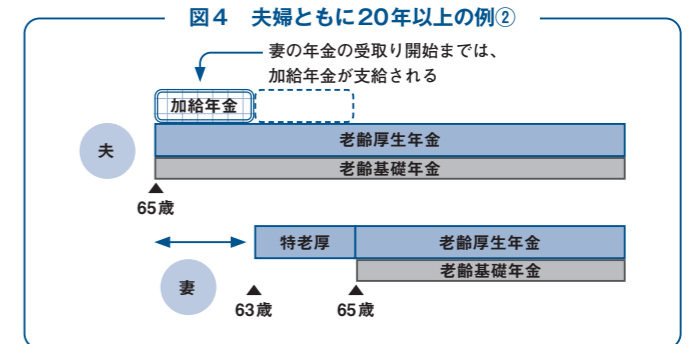 図4 夫婦ともに20年以上の例②
妻の年金の受取り開始までは、
加給年金が支給される
加給年金
夫
老齢厚生年金
老齢基礎年金
65歳
特老厚
老齢厚生年金
老齢基礎年金
妻
63歳
65歳